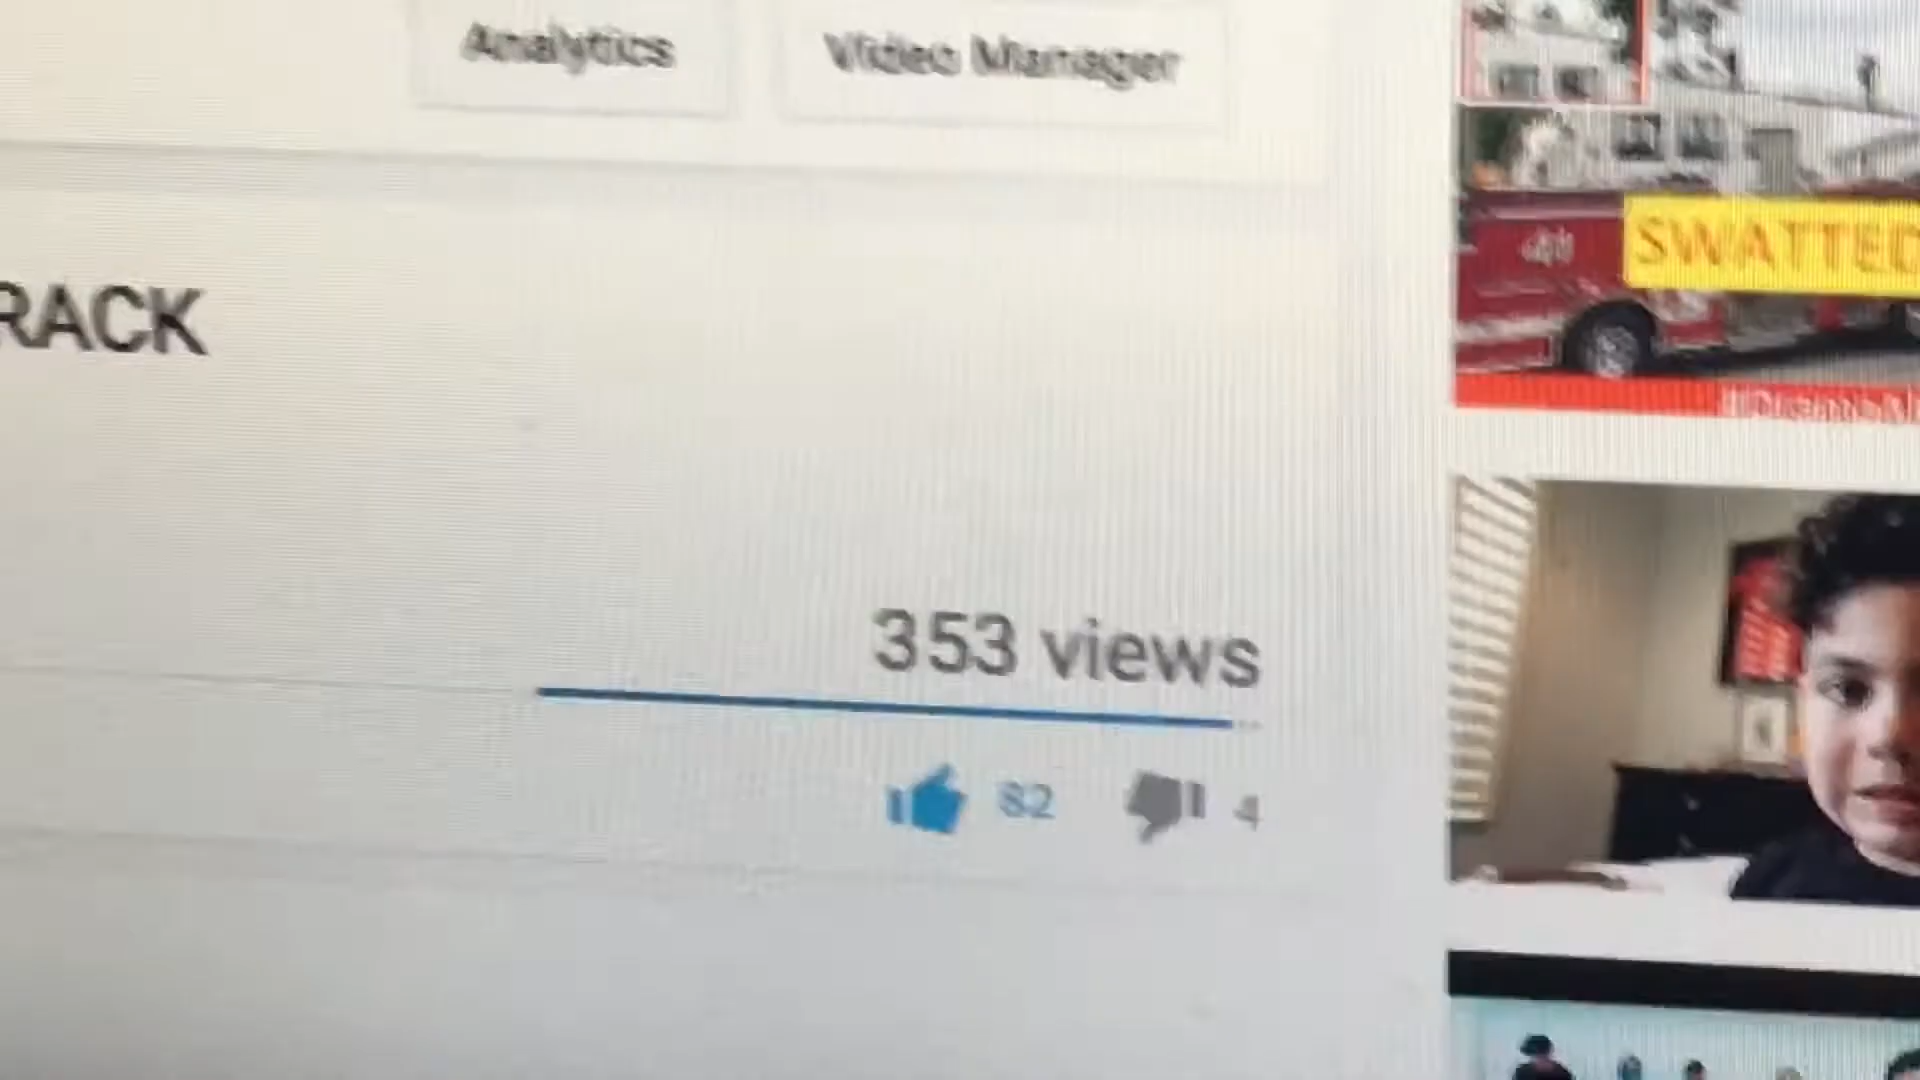 Analytics
Video Manager
SWATTED
RACK
353 views
82
4